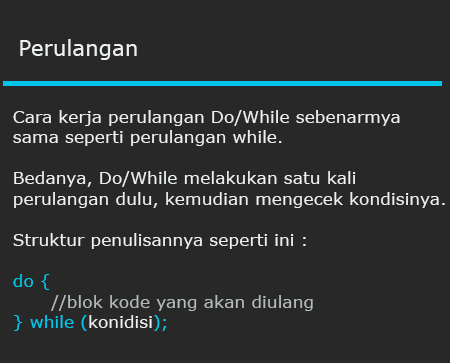 Perulangan
Cara kerja perulangan Do/While sebenarmya
sama seperti perulangan while.
Bedanya, Do/While melakukan satu kali
perulangan dulu, kemudian mengecek kondisinya.
Struktur penulisannya seperti ini :
do {
//blok kode yang akan diulang
} while (konidisi);